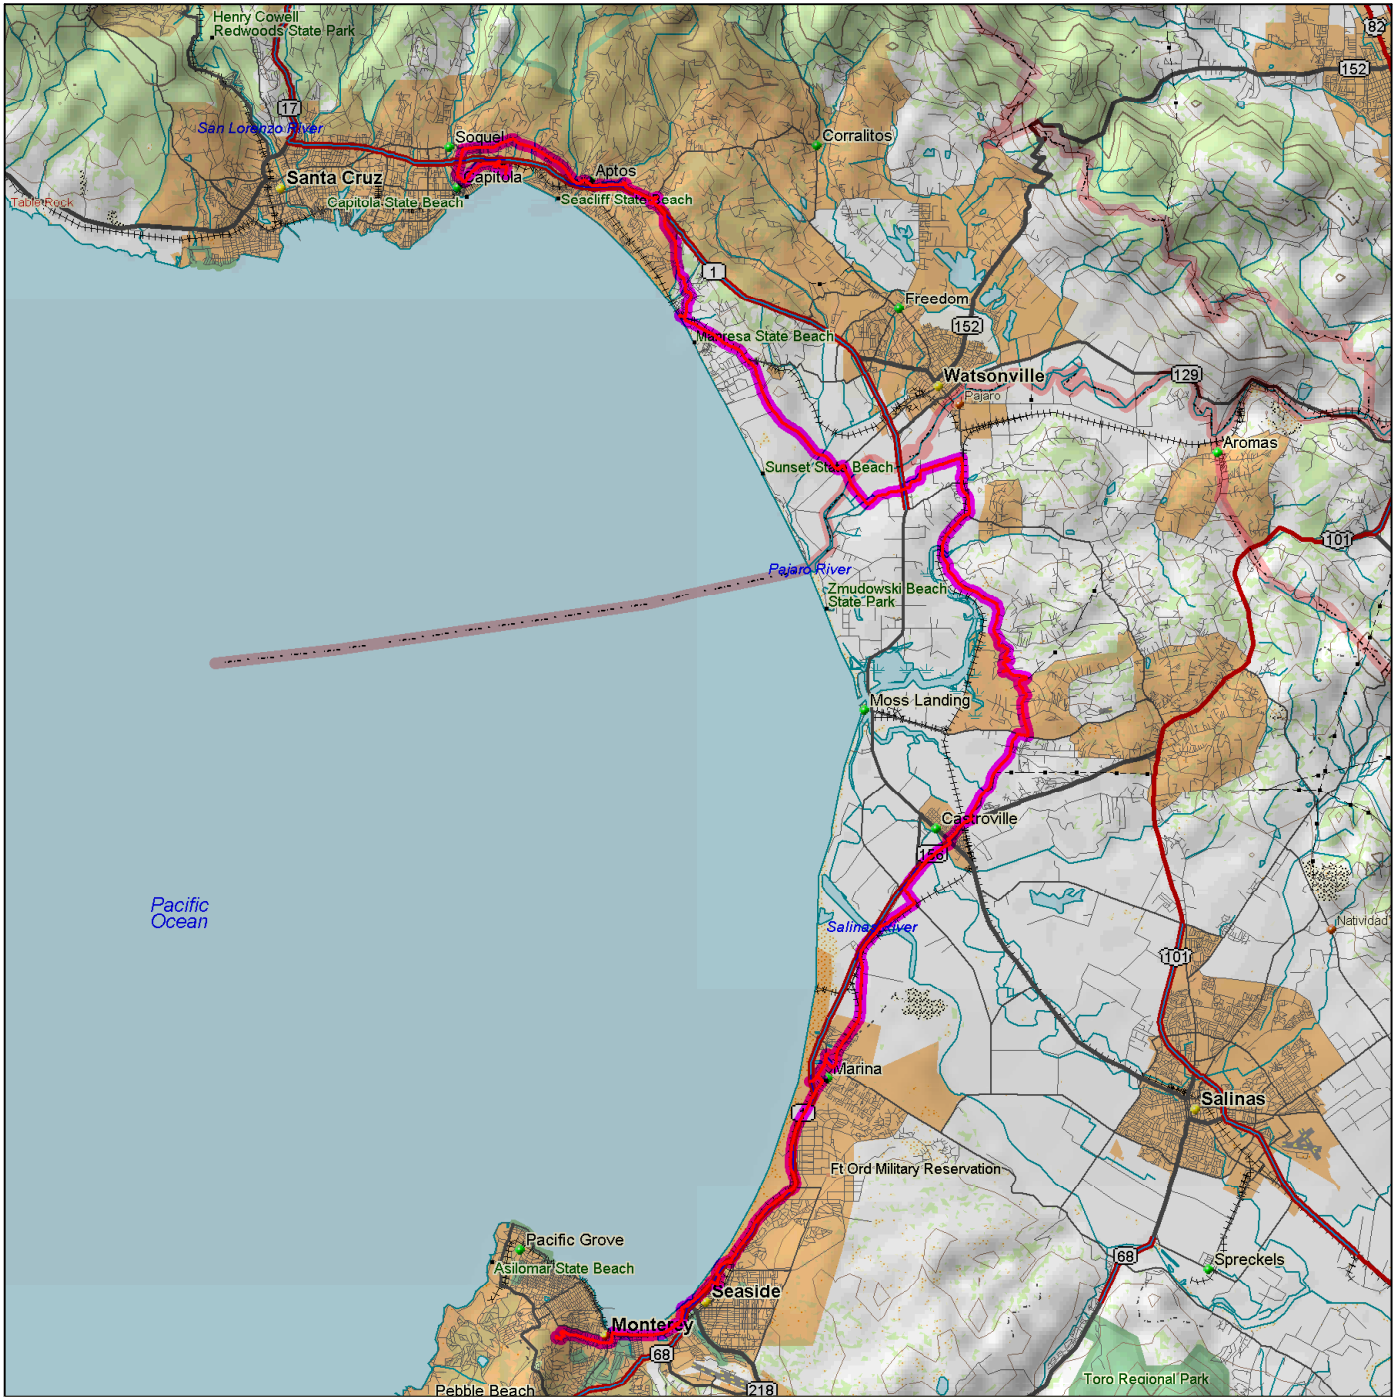 Henry Cowell
Redwoods State Park
82
152
17
San Lorenzo River
Soquel
Corralitos
Santa Cruz
Capitola
Aptos
Table Rock
Capitola State Beach
Seacliff State Beach
1
Freedom
152
Manresa State Beach
Watsonville
129
Pajaro
Aromas
Sunset State Beach
101
Pajaro River
Zmudowski Beach
State Park
Moss Landing
Castroville
156
Pacific
Ocean
Salinas River
Natividad
101
Marina
Salinas
Ft Ord Military Reservation
Pacific Grove
Asilomar State Beach
68
Spreckels
Seaside
Monterey
68
Pebble Beach
218
Toro Regional Park